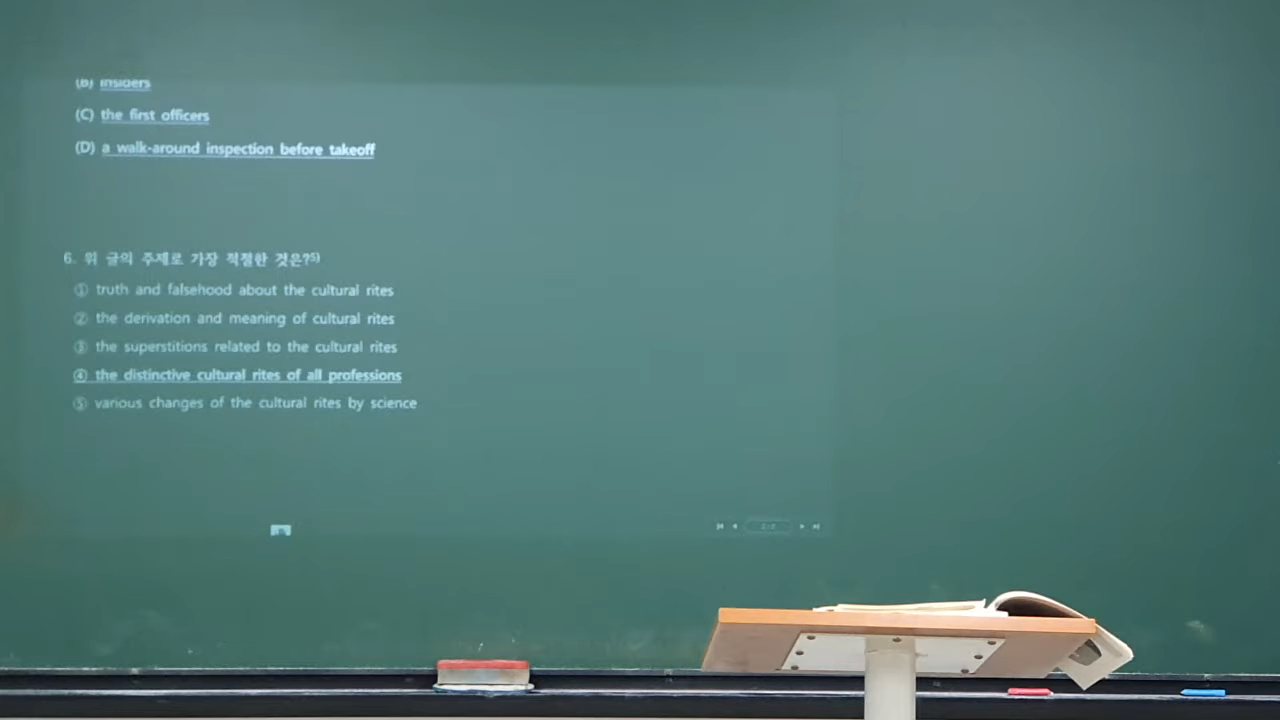 (B) insiders
(C) the first officers
(D) a walk-around inspection before takeoff
6. 위 글의 주제로 가장 적절한 것은?5)
① truth and falsehood about the cultural rites
② the derivation and meaning of cultural rites
③ the superstitions related to the cultural rites
④ the distinctive cultural rites of all professions
⑤ various changes of the cultural rites by science